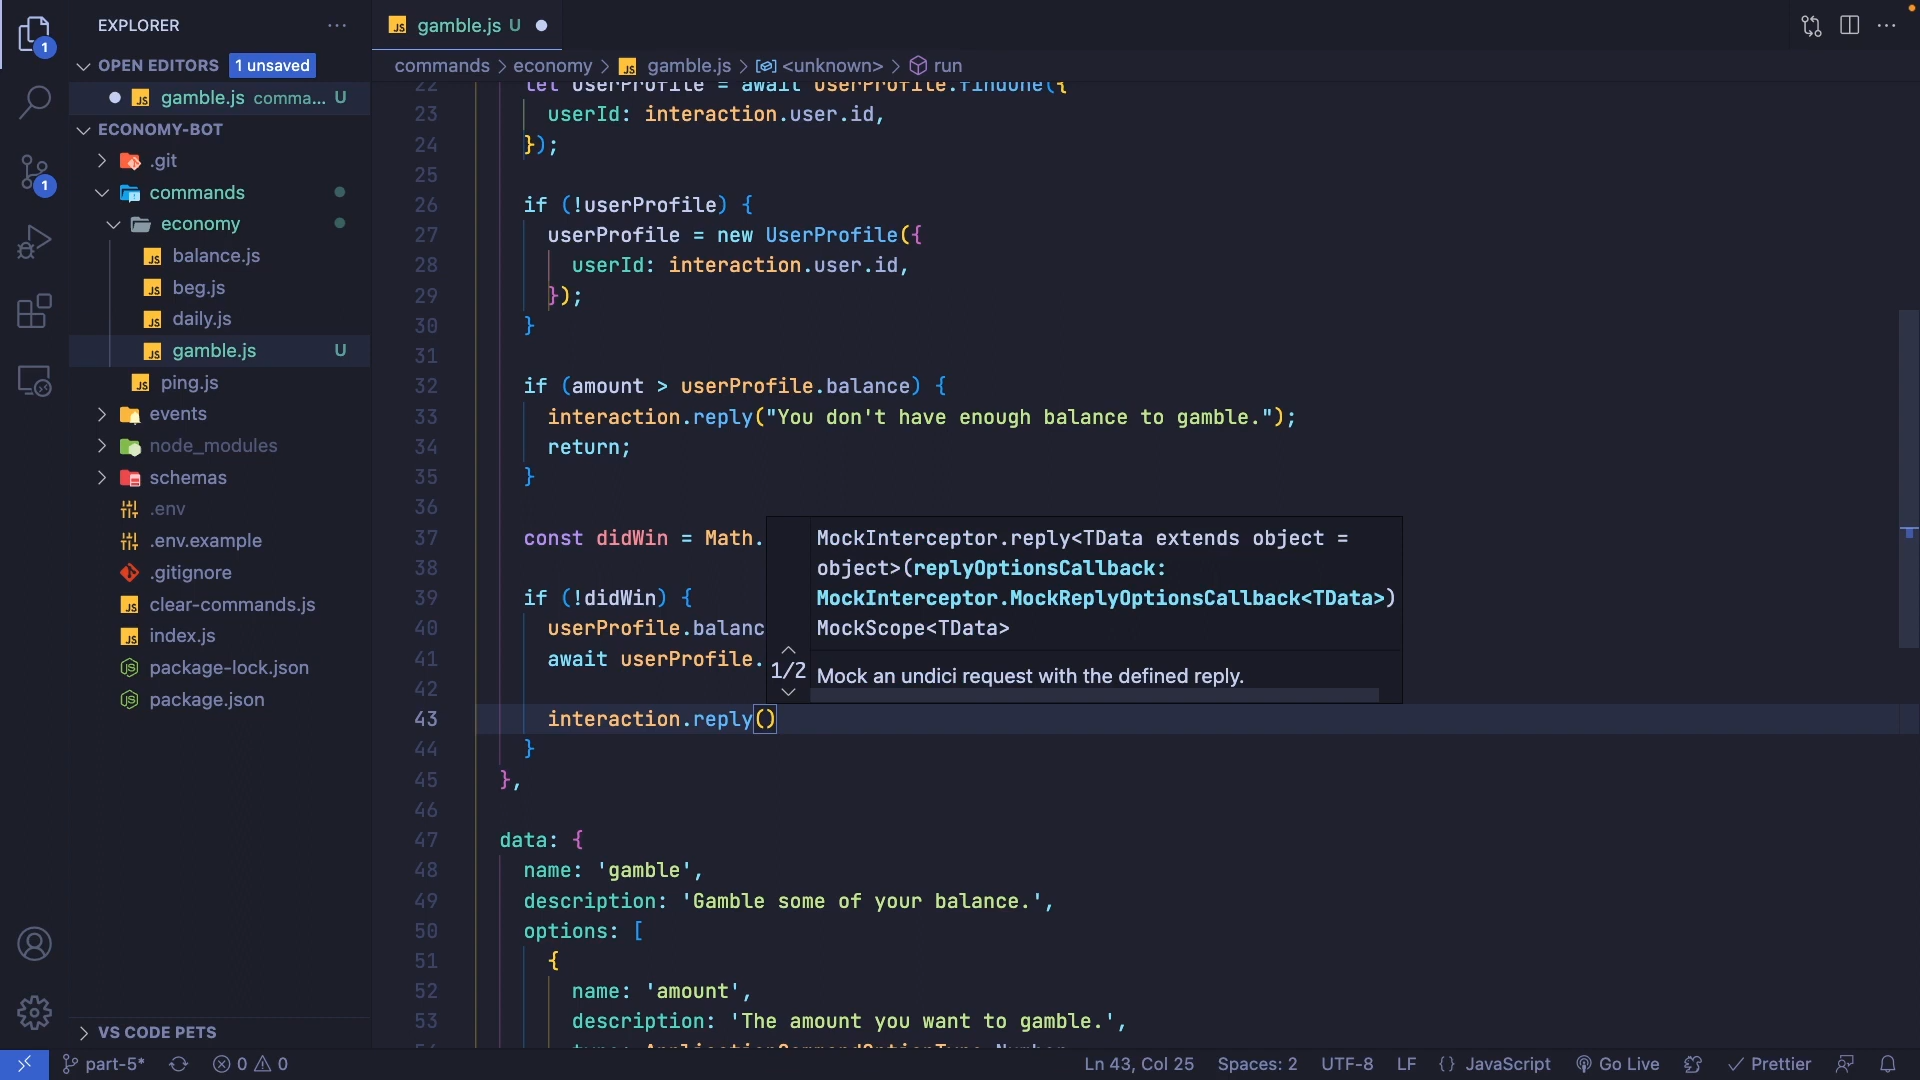 EXPLORER
OPEN EDITORS 1 unsaved
gamble.js comma... U
ECONOMY-BOT
.git
commands
economy
balance.js
beg.js
daily.js
gamble.js U
ping.js
events
node_modules
schemas
.env
.env.example
.gitignore
clear-commands.js
index.js
package-lock.json
package.json
VS CODE PETS
1
1
gamble.js U
commands > economy > gamble.js > <unknown> > run
22 let userProfile = await UserProfile.findOne({
23 userId: interaction.user.id,
24 });
25
26 if (!userProfile) {
27 userProfile = new UserProfile({
28 userId: interaction.user.id,
29 });
30 }
31
32 if (amount > userProfile.balance) {
33 interaction.reply("You don't have enough balance to gamble.");
34 return;
35 }
36
37 const didWin = Math.
38
39 if (!didWin) {
40 userProfile.balanc
41 await userProfile.
42
43 interaction.reply()
44 }
45 },
46
47 data: {
48 name: 'gamble',
49 description: 'Gamble some of your balance.',
50 options: [
51 {
52 name: 'amount',
53 description: 'The amount you want to gamble.',
MockInterceptor.reply<TData extends object =
object>(replyOptionsCallback:
MockInterceptor.MockReplyOptionsCallback<TData>)
MockScope<TData>
1/2
Mock an undici request with the defined reply.
part-5* 0 0 Ln 43, Col 25 Spaces: 2 UTF-8 LF {} JavaScript Go Live Prettier